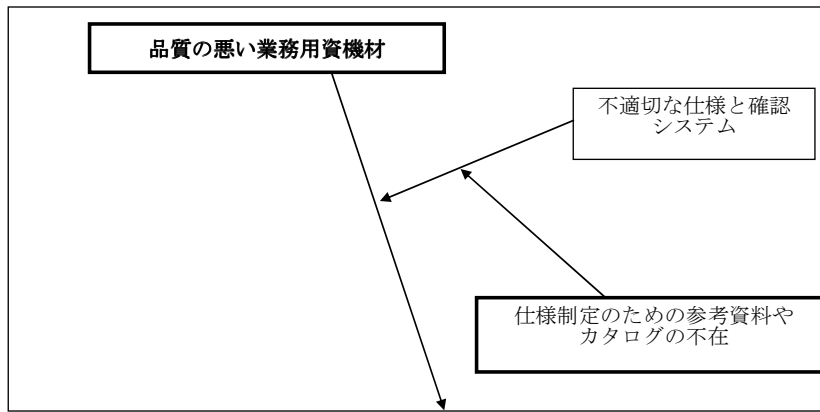 品質の悪い業務用資機材
不適切な仕様と確認
システム
仕様制定のための参考資料や
カタログの不在